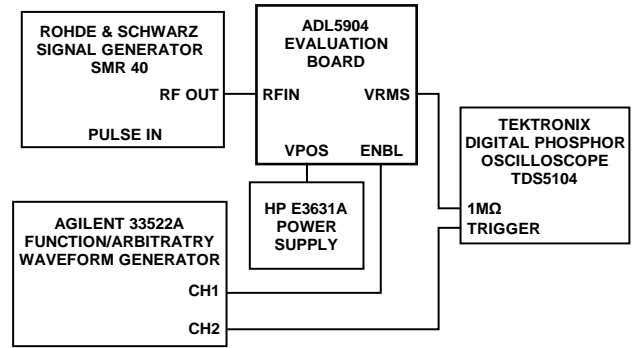 ROHDE & SCHWARZ
SIGNAL GENERATOR
SMR 40
RF OUT
PULSE IN
ADL5904
EVALUATION
BOARD
RFIN
VRMS
VPOS
ENBL
TEKTRONIX
DIGITAL PHOSPHOR
OSCILLOSCOPE
TDS5104
1MΩ
TRIGGER
HP E3631A
POWER
SUPPLY
AGILENT 33522A
FUNCTION/ARBITRATRY
WAVEFORM GENERATOR
CH1
CH2